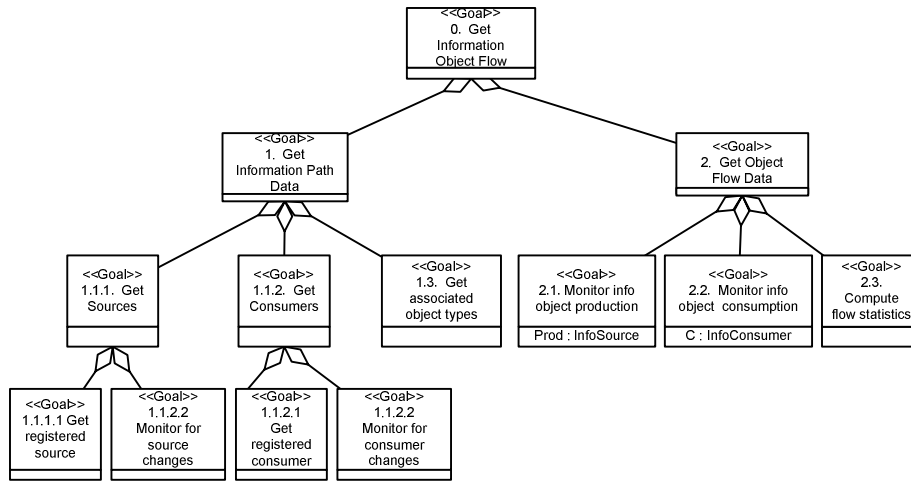 <<Goal>>
0.  Get
Information
Object Flow
<<Goal>>
1.  Get
Information Path
Data
<<Goal>>
2.  Get Object
Flow Data
<<Goal>>
1.1.1.  Get
Sources
<<Goal>>
1.1.2.  Get
Consumers
<<Goal>>
1.3.  Get
associated
object types
<<Goal>>
2.1. Monitor info
object production
Prod : InfoSource
<<Goal>>
2.2.  Monitor info
object  consumption
C : InfoConsumer
<<Goal>>
2.3.
Compute
flow statistics
<<Goal>>
1.1.1.1 Get
registered
source
<<Goal>>
1.1.2.2
Monitor for
source
changes
<<Goal>>
1.1.2.1
Get
registered
consumer
<<Goal>>
1.1.2.2
Monitor for
consumer
changes